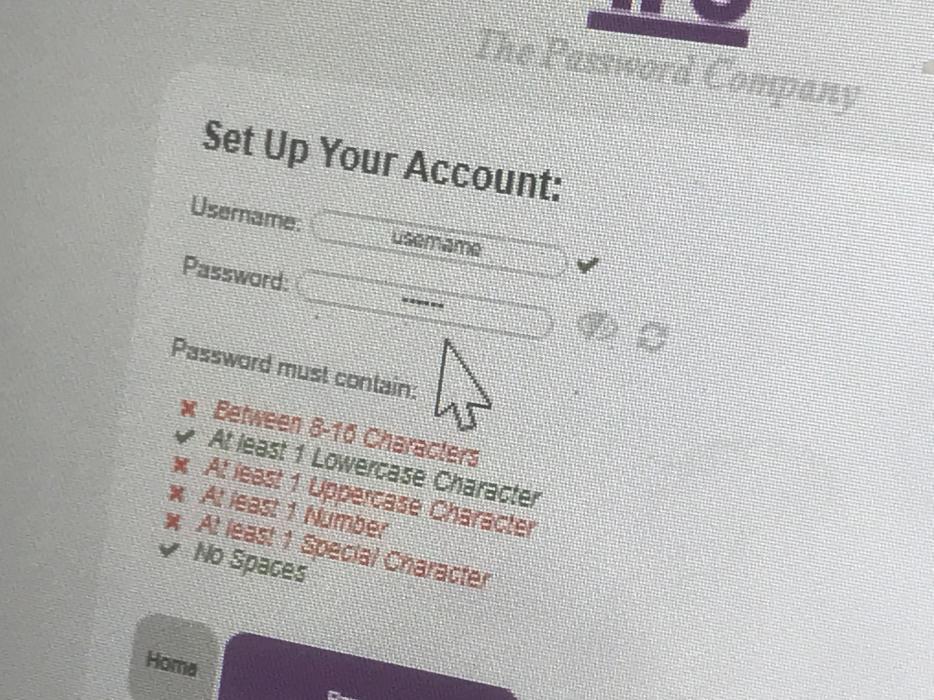 The Password Company
Set Up Your Account:
Username: username
Password: ------
Password must contain:
Between 8-16 Characters
At least 1 Lowercase Character
At least 1 Uppercase Character
At least 1 Number
At least 1 Special Character
No Spaces
Home